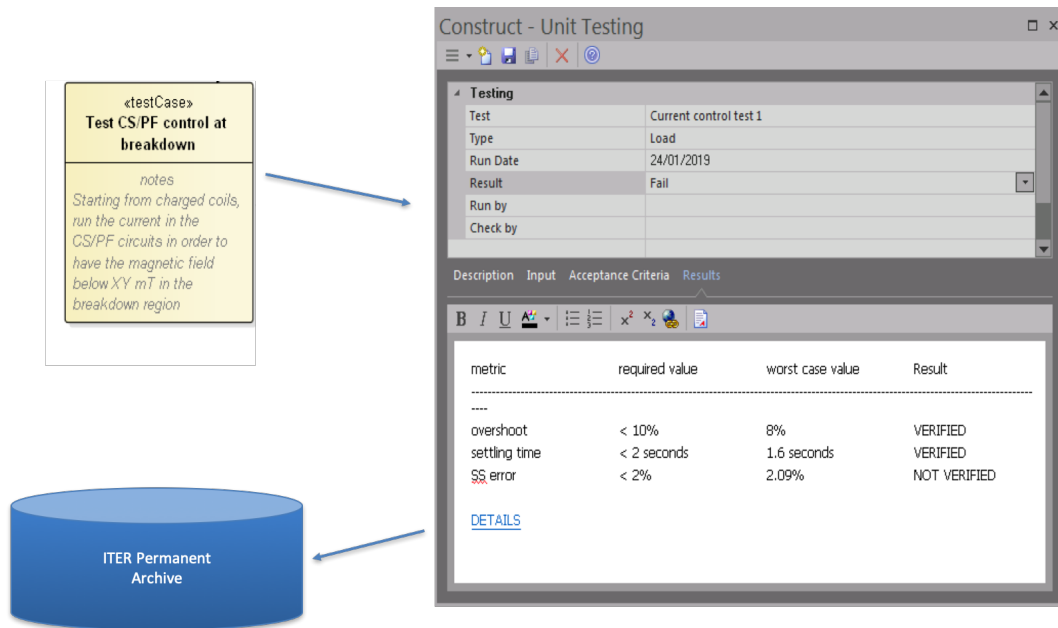 «testCase»
Test CS/PF control at
breakdown
notes
Starting from charged coils,
run the current in the
CS/PF circuits in order to
have the magnetic field
below XY mT in the
breakdown region
Construct - Unit Testing
Testing
Test Current control test 1
Type Load
Run Date 24/01/2019
Result Fail
Run by
Check by
Description Input Acceptance Criteria Results
B I U A x² x₂
metric required value worst case value Result
----------------------------------------------------------------
----
overshoot < 10% 8% VERIFIED
settling time < 2 seconds 1.6 seconds VERIFIED
SS error < 2% 2.09% NOT VERIFIED
DETAILS
ITER Permanent
Archive